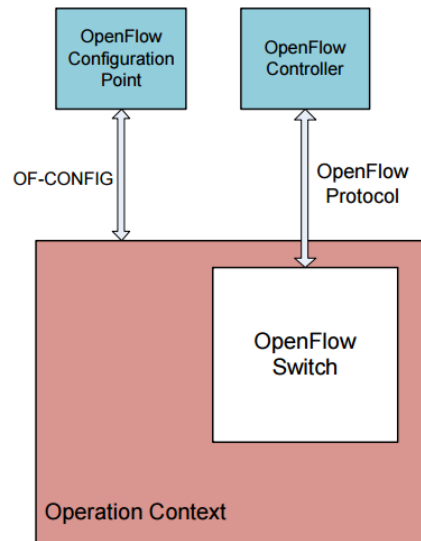 OpenFlow
Configuration
Point
OpenFlow
Controller
OF-CONFIG
OpenFlow
Protocol
OpenFlow
Switch
Operation Context